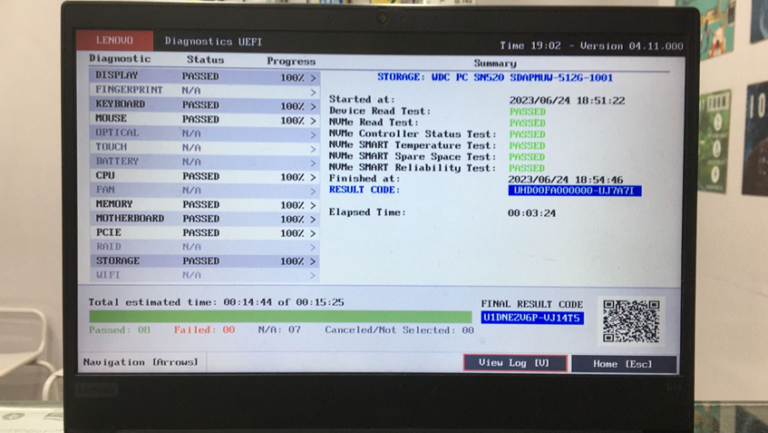 LENOVO Diagnostics UEFI Time 19:02 - Version 04.11.000
Diagnostic Status Progress Summary
DISPLAY PASSED 100% >
FINGERPRINT N/A >
KEYBOARD PASSED 100% >
MOUSE PASSED 100% >
OPTICAL N/A >
TOUCH N/A >
BATTERY N/A >
CPU PASSED 100% >
FAN N/A >
MEMORY PASSED 100% >
MOTHERBOARD PASSED 100% >
PCIE PASSED 100% >
RAID N/A >
STORAGE PASSED 100% >
WIFI N/A >
STORAGE: WDC PC SN520 SDAPMUW-512G-1001
Started at: 2023/06/24 18:51:22
Device Read Test: PASSED
NVMe Read Test: PASSED
NVMe Controller Status Test: PASSED
NVMe SMART Temperature Test: PASSED
NVMe SMART Spare Space Test: PASSED
NVMe SMART Reliability Test: PASSED
Finished at: 2023/06/24 18:54:46
RESULT CODE: UHD00FA000000-UJ7A7I
Elapsed Time: 00:03:24
Total estimated time: 00:14:44 of 00:15:25
Passed: 08 Failed: 00 N/A: 07 Canceled/Not Selected: 00
FINAL RESULT CODE
U1DNEZV6P-VJ14T5
Navigation [Arrows] View Log [V] Home [Esc]
Lenovo